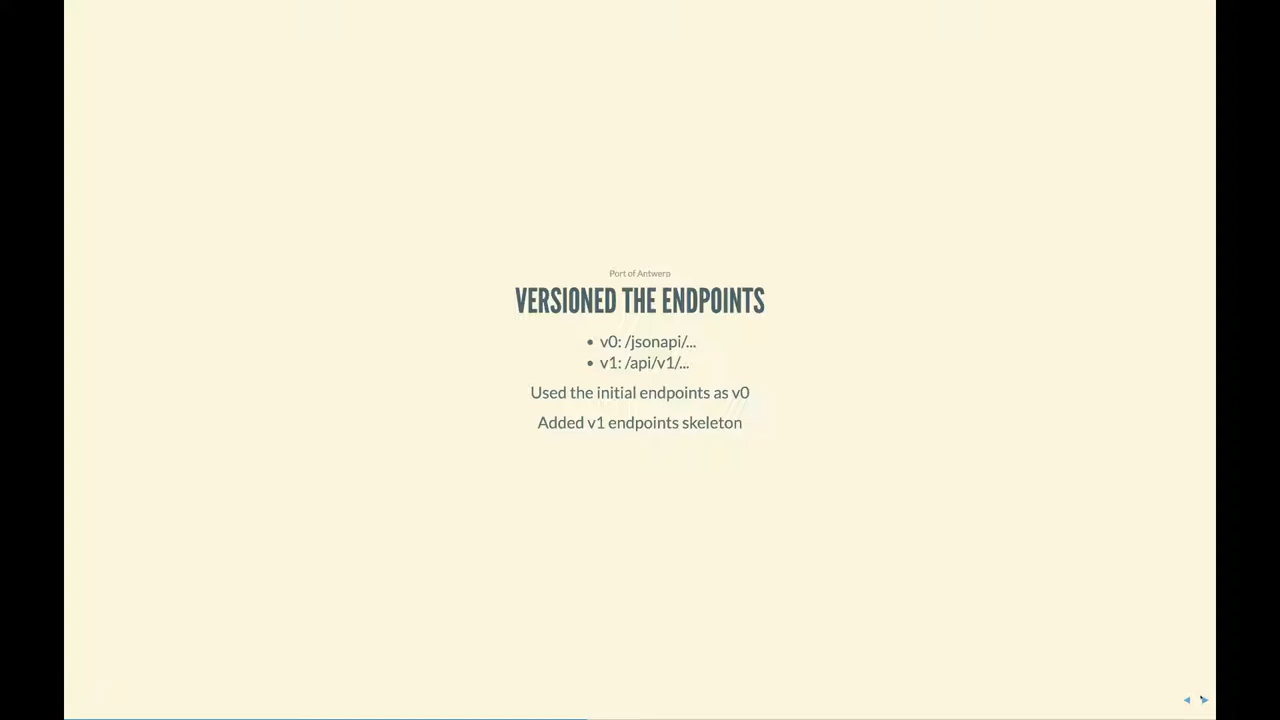 Port of Antwerp
VERSIONED THE ENDPOINTS
• v0: /jsonapi/...
• v1: /api/v1/...
Used the initial endpoints as v0
Added v1 endpoints skeleton